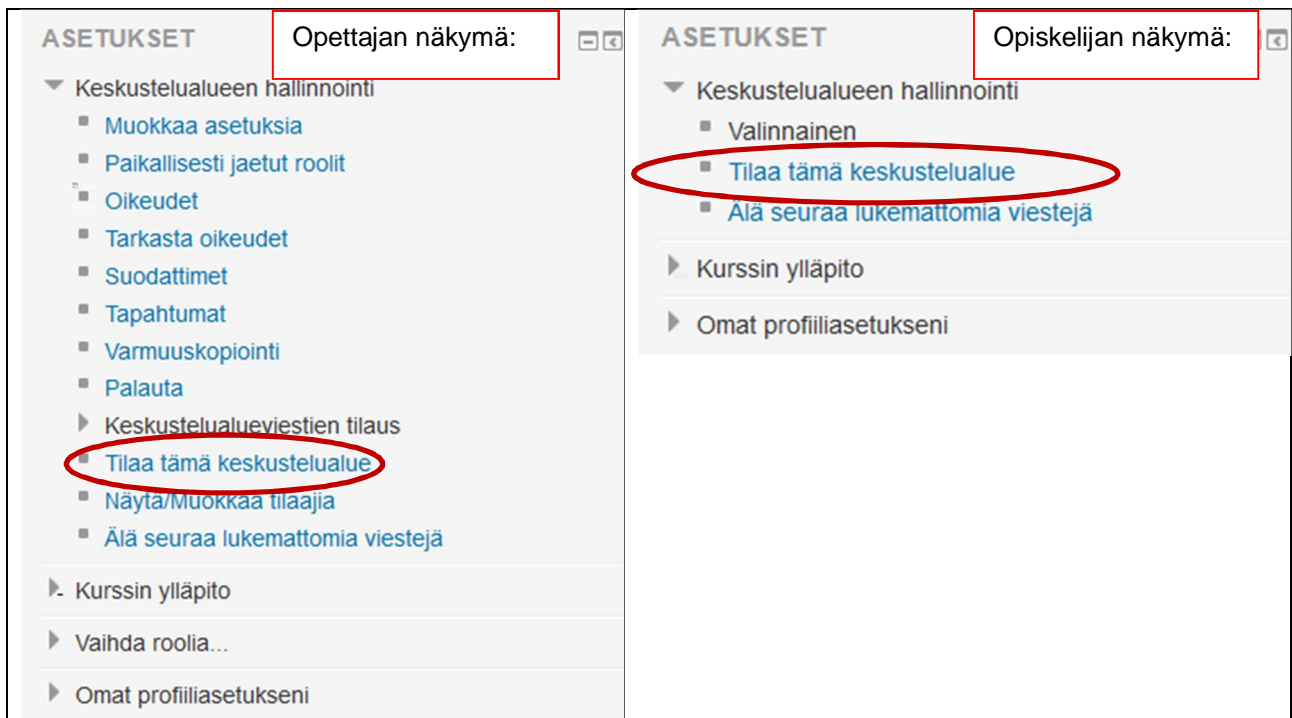 ASETUKSET
Opettajan näkymä:
Keskustelualueen hallinnointi
Muokkaa asetuksia
Paikallisesti jaetut roolit
Oikeudet
Tarkasta oikeudet
Suodattimet
Tapahtumat
Varmuuskopiointi
Palauta
Keskustelualueviestien tilaus
Tilaa tämä keskustelualue
Näytä/Muokkaa tilaajia
Älä seuraa lukemattomia viestejä
Kurssin ylläpito
Vaihda roolia...
Omat profiiliasetukseni
ASETUKSET
Opiskelijan näkymä:
Keskustelualueen hallinnointi
Valinnainen
Tilaa tämä keskustelualue
Älä seuraa lukemattomia viestejä
Kurssin ylläpito
Omat profiiliasetukseni